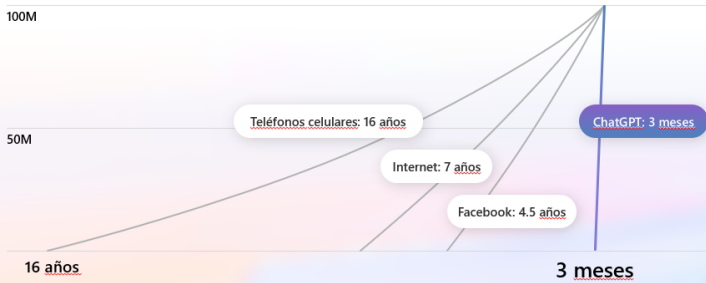 100M
Teléfonos celulares: 16 años
ChatGPT: 3 meses
50M
Internet: 7 años
Facebook: 4.5 años
16 años
3 meses